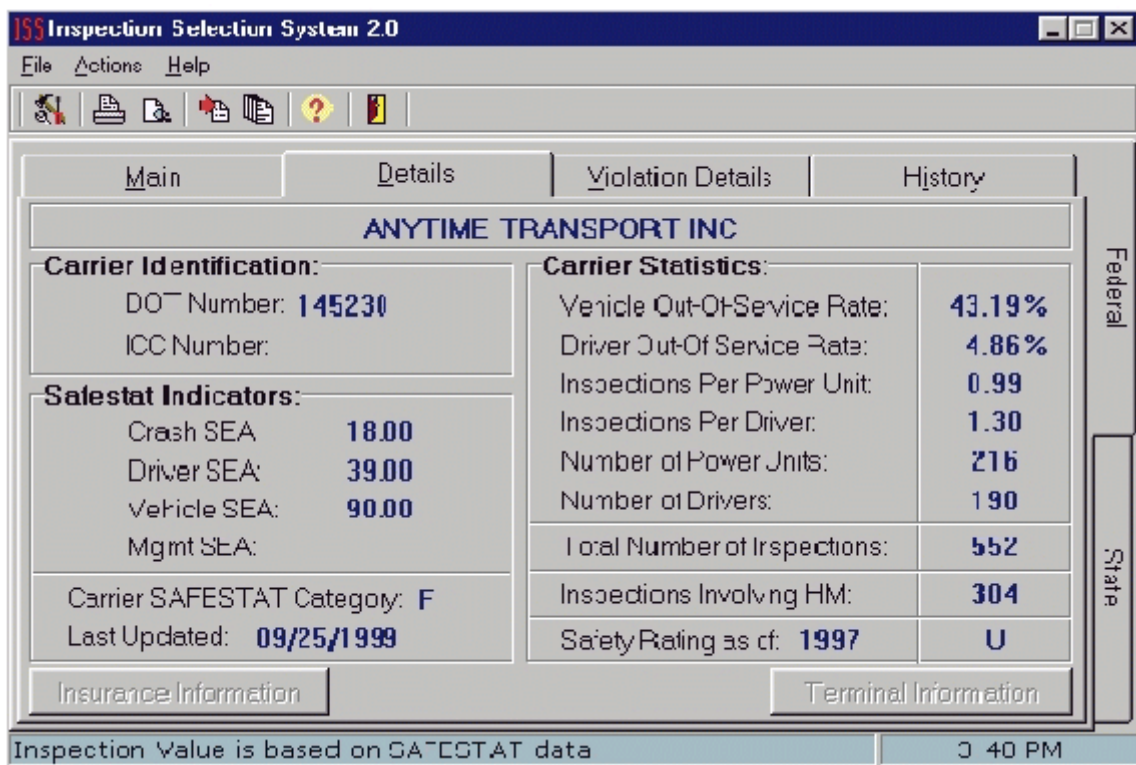 ISS Inspection Selection System 2.0
File Actions Help
Main Details Violation Details History
ANYTIME TRANSPORT INC
Carrier Identification:
DOT Number: 145230
ICC Number:
Safestat Indicators:
Crash SEA 18.00
Driver SEA: 39.00
Vehicle SEA: 90.00
Mgmt SEA:
Carrier SAFESTAT Category: F
Last Updated: 09/25/1999
Carrier Statistics:
Vehicle Out-Of-Service Rate: 43.19%
Driver Out-Of Service Rate: 4.86%
Inspections Per Power Unit: 0.99
Inspections Per Driver: 1.30
Number of Power Units: 216
Number of Drivers: 190
Total Number of Inspections: 552
Inspections Involving HM: 304
Safety Rating as of: 1997 U
Insurance Information
Terminal Information
Federal
State
Inspection Value is based on SAFESTAT data
40 PM